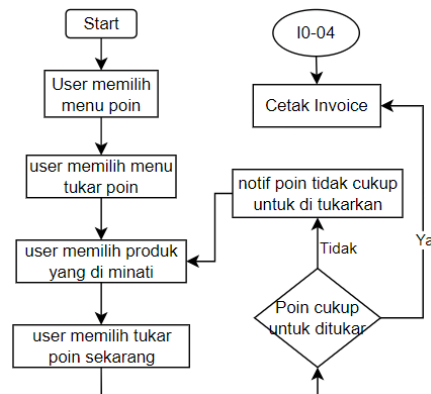 Start
User memilih
menu poin
user memilih menu
tukar poin
user memilih produk
yang di minati
user memilih tukar
poin sekarang
I0-04
Cetak Invoice
notif poin tidak cukup
untuk di tukarkan
Tidak
Ya
Poin cukup
untuk ditukar